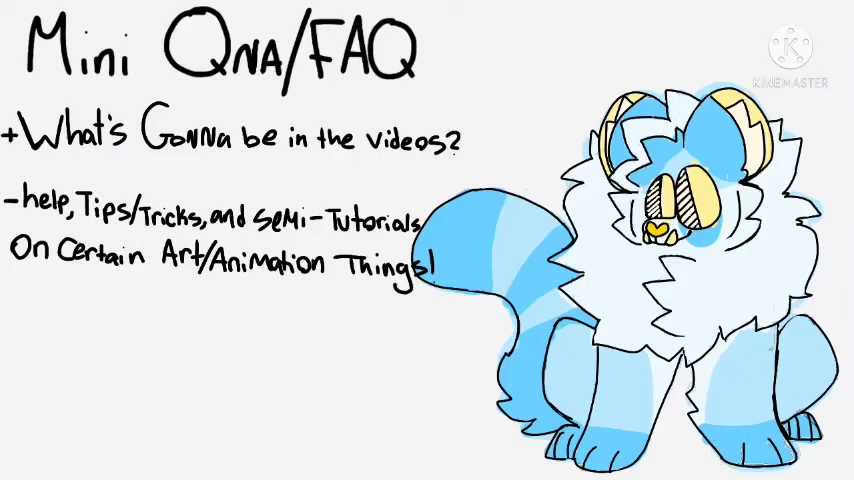 Mini QNA/FAQ
KINEMASTER
+What's Gonna be in the videos?
-help, Tips/Tricks, and semi-Tutorials
On Certain Art/Animation Things!